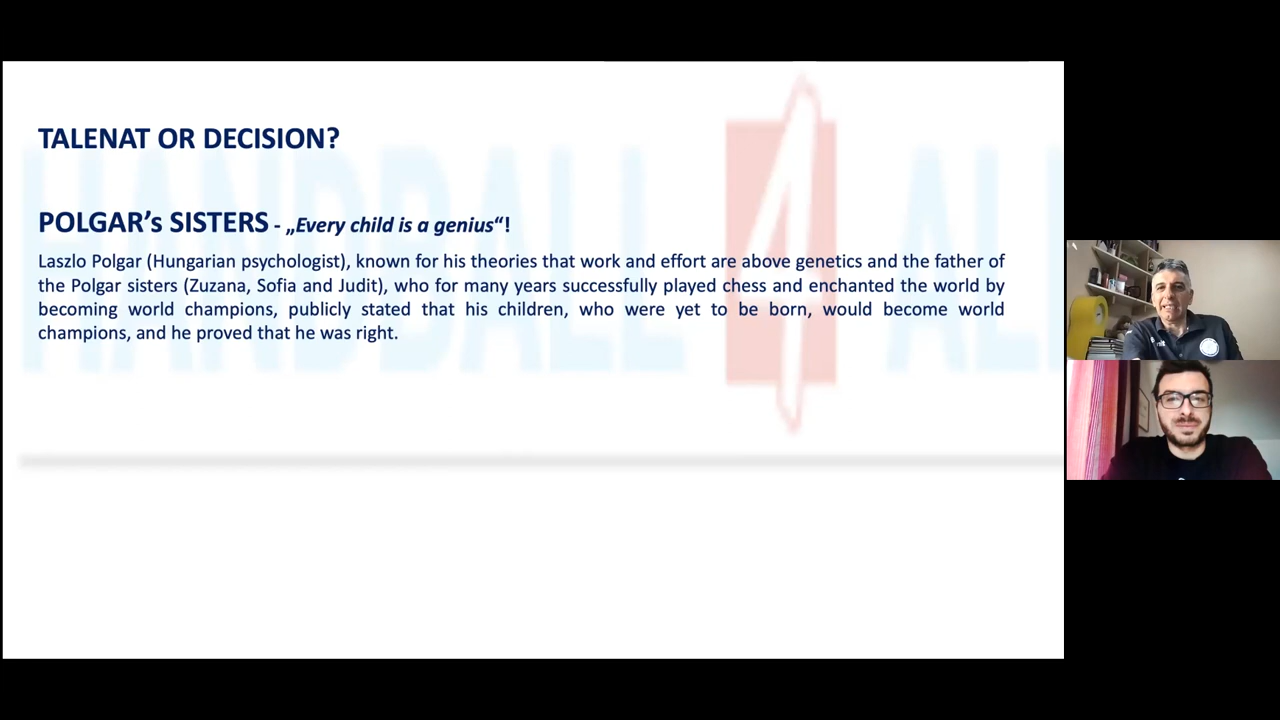 TALENAT OR DECISION?
POLGAR’s SISTERS - „Every child is a genius“!
Laszlo Polgar (Hungarian psychologist), known for his theories that work and effort are above genetics and the father of
the Polgar sisters (Zuzana, Sofia and Judit), who for many years successfully played chess and enchanted the world by
becoming world champions, publicly stated that his children, who were yet to be born, would become world
champions, and he proved that he was right.
HANDBALL 4 ALL